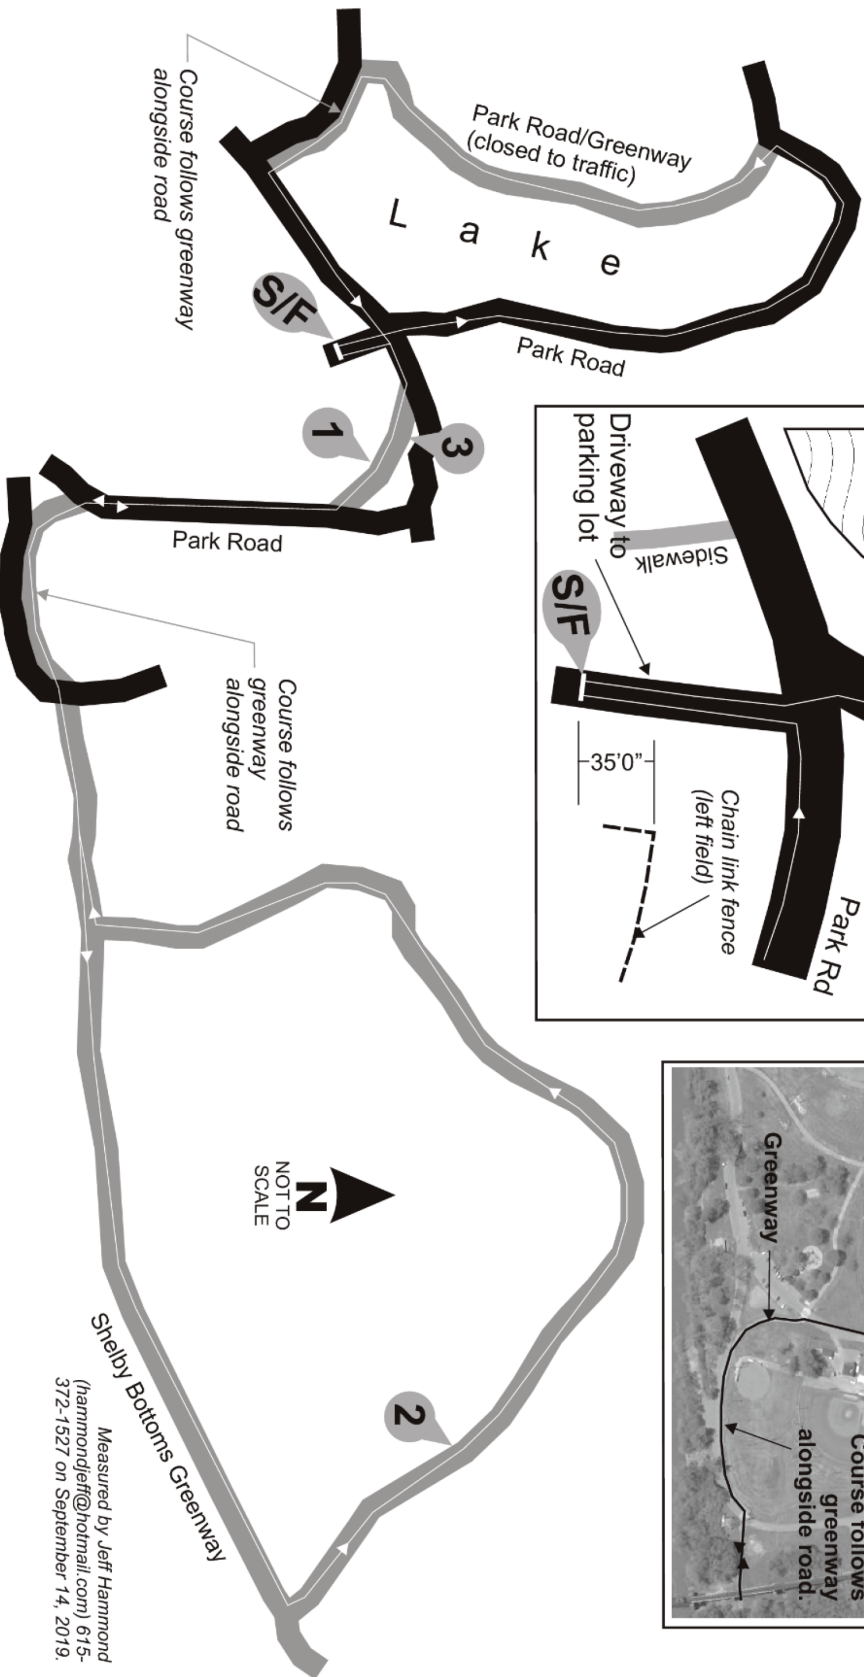 Course follows greenway
alongside road
Park Road/Greenway
(closed to traffic)
L a k e
S/F
Park Road
1
3
Park Road
Course follows
greenway
alongside road
Driveway to
parking lot
Sidewalk
S/F
35'0"
Chain link fence
(left field)
Park Rd
Greenway
Course follows
greenway
alongside road.
N
NOT TO
SCALE
2
Shelby Bottoms Greenway
Measured by Jeff Hammond
(hammondjeff@hotmail.com) 615-
372-1527 on September 14, 2019.